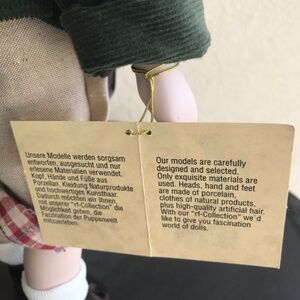 Unsere Modelle werden sorgsam
entworfen, ausgesucht und nur
erlesene Materialien verwendet.
Kopf, Hände und Füße aus
Porzellan, Kleidung Naturprodukte
und hochwertiges Kunsthaar.
Dadurch möchten wir Ihnen,
mit unserer "rf-Collection" die
Möglichkeit geben, die
Faszination der Puppenwelt
mitzuerleben.
Our models are carefully
designed and selected.
Only exquisite materials are
used. Heads, hand and feet
are made of porcelain,
clothes of natural products,
plus high-quality artificial hair.
With our "rf-Collection" we'd
like to give you fascination
world of dolls.